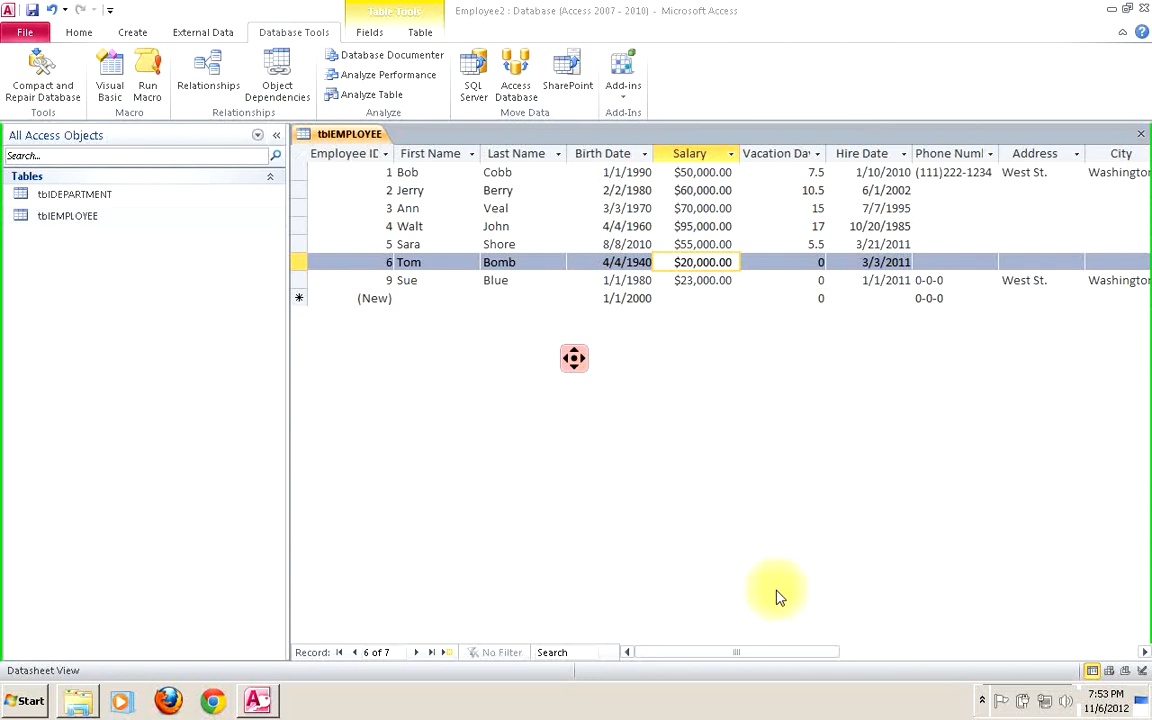 Table Tools
Employee2 : Database (Access 2007 - 2010) - Microsoft Access
File Home Create External Data Database Tools Fields Table
Compact and Repair Database
Tools
Visual Basic
Run Macro
Macro
Relationships
Object Dependencies
Relationships
Database Documenter
Analyze Performance
Analyze Table
Analyze
SQL Server
Access Database
SharePoint
Move Data
Add-ins
Add-Ins
All Access Objects
Search...
Tables
tblDEPARTMENT
tblEMPLOYEE
tblEMPLOYEE
Employee ID First Name Last Name Birth Date Salary Vacation Day Hire Date Phone Numl Address City
1 Bob Cobb 1/1/1990 $50,000.00 7.5 1/10/2010 (111)222-1234 West St. Washington
2 Jerry Berry 2/2/1980 $60,000.00 10.5 6/1/2002
3 Ann Veal 3/3/1970 $70,000.00 15 7/7/1995
4 Walt John 4/4/1960 $95,000.00 17 10/20/1985
5 Sara Shore 8/8/2010 $55,000.00 5.5 3/21/2011
6 Tom Bomb 4/4/1940 $20,000.00 0 3/3/2011
9 Sue Blue 1/1/1980 $23,000.00 0 1/1/2011 0-0-0 West St. Washington
(New) 1/1/2000 0 0-0-0
Record: 6 of 7 No Filter Search
Datasheet View
Start
7:53 PM
11/6/2012